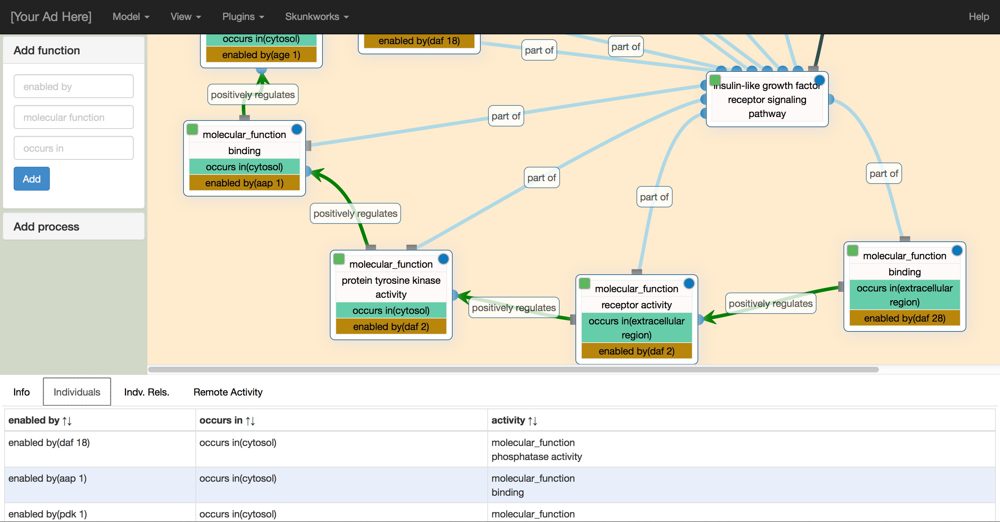 [Your Ad Here] Model View Plugins Skunkworks Help
Add function
enabled by
molecular function
occurs in
Add
Add process
occurs in(cytosol)
enabled by(age 1)
enabled by(daf 18)
part of
part of
positively regulates
insulin-like growth factor
receptor signaling
pathway
part of
molecular_function
binding
occurs in(cytosol)
enabled by(aap 1)
part of
part of
part of
positively regulates
molecular_function
protein tyrosine kinase
activity
occurs in(cytosol)
enabled by(daf 2)
positively regulates
molecular_function
receptor activity
occurs in(extracellular
region)
enabled by(daf 2)
positively regulates
molecular_function
binding
occurs in(extracellular
region)
enabled by(daf 28)
Info Individuals Indv. Rels. Remote Activity
enabled by ↑↓ occurs in ↑↓ activity ↑↓
enabled by(daf 18) occurs in(cytosol) molecular_function
phosphatase activity
enabled by(aap 1) occurs in(cytosol) molecular_function
binding
enabled by(pdk 1) occurs in(cytosol) molecular_function